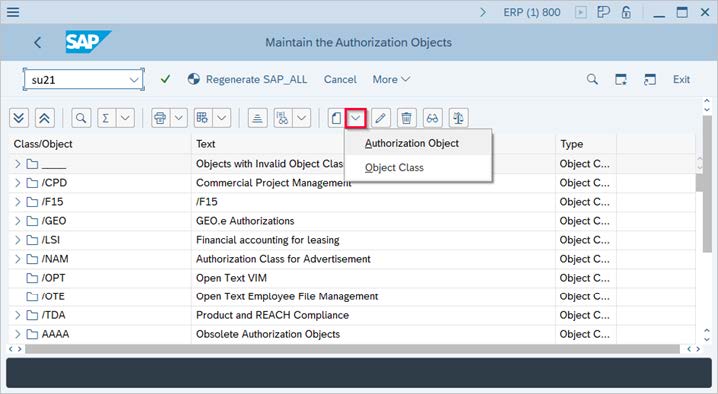 ERP (1) 800
SAP Maintain the Authorization Objects
su21 Regenerate SAP_ALL Cancel More Exit
Authorization Object
Object Class
Class/Object Text Type
_____ Objects with Invalid Object Clas Object C...
/CPD Commercial Project Management Object C...
/F15 /F15 Object C...
/GEO GEO.e Authorizations Object C...
/LSI Financial accounting for leasing Object C...
/NAM Authorization Class for Advertisement Object C...
/OPT Open Text VIM Object C...
/OTE Open Text Employee File Management Object C...
/TDA Product and REACH Compliance Object C...
AAAA Obsolete Authorization Objects Object C...